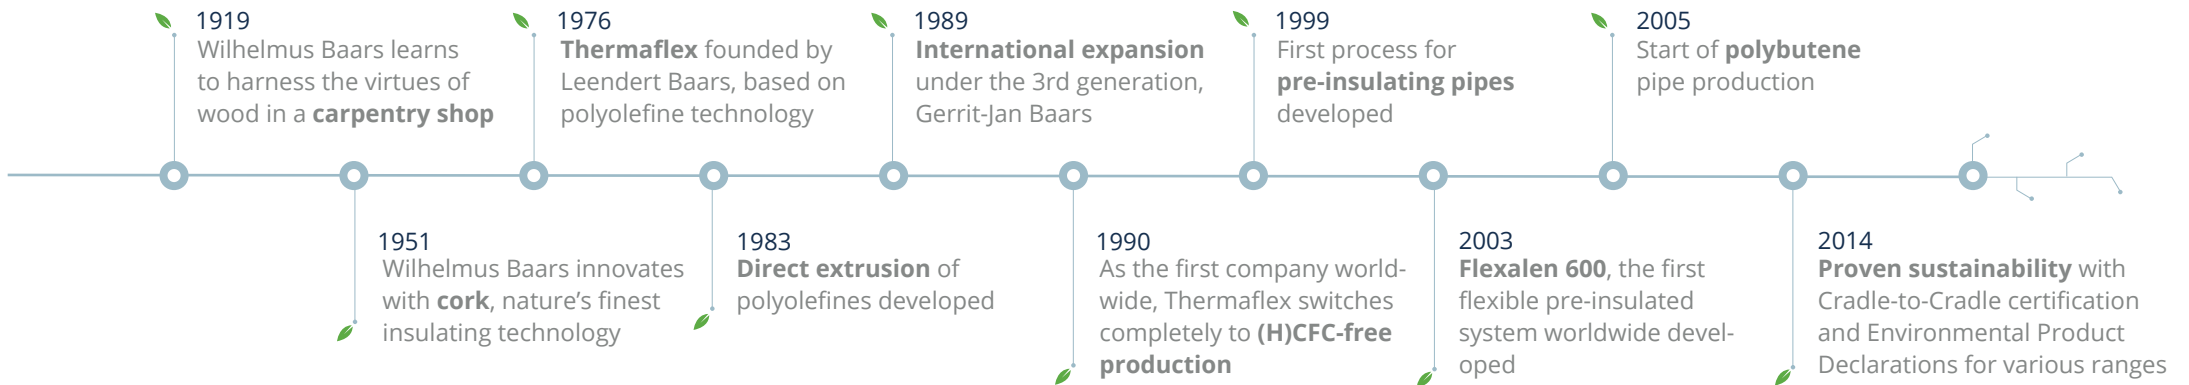 1919
Wilhelmus Baars learns
to harness the virtues of
wood in a carpentry shop
1951
Wilhelmus Baars innovates
with cork, nature’s finest
insulating technology
1976
Thermaflex founded by
Leendert Baars, based on
polyolefine technology
1983
Direct extrusion of
polyolefines developed
1989
International expansion
under the 3rd generation,
Gerrit-Jan Baars
1990
As the first company world-
wide, Thermaflex switches
completely to (H)CFC-free
production
1999
First process for
pre-insulating pipes
developed
2003
Flexalen 600, the first
flexible pre-insulated
system worldwide devel-
oped
2005
Start of polybutene
pipe production
2014
Proven sustainability with
Cradle-to-Cradle certification
and Environmental Product
Declarations for various ranges